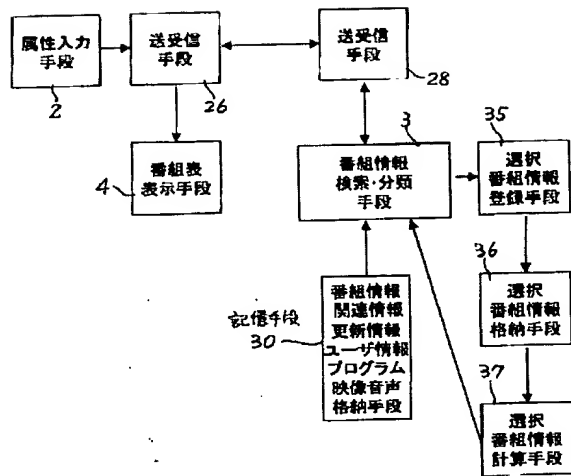 属性入力
手段
2
送受信
手段
26
送受信
手段
28
番組表
表示手段
4
3
番組情報
検索・分類
手段
35
選択
番組情報
登録手段
36
選択
番組情報
格納手段
37
選択
番組情報
計算手段
記憶手段
30
番組情報
関連情報
更新情報
ユーザ情報
プログラム
映像音声
格納手段